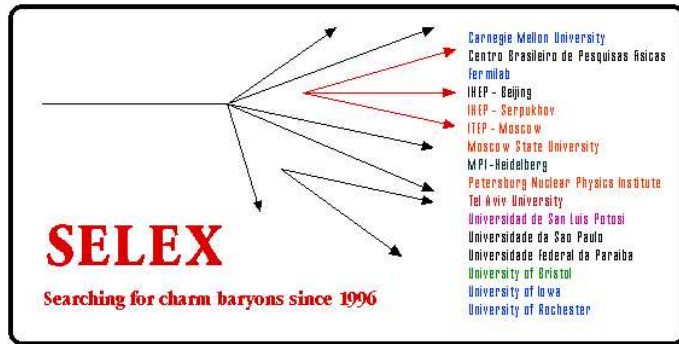 Carnegie Mellon University
Centro Brasileiro de Pesquisas Fisicas
Fermilab
IHEP - Beijing
IHEP - Serpukhov
ITEP - Moscow
Moscow State University
MPI-Heidelberg
Petersburg Nuclear Physics Institute
Tel Aviv University
Universidad de San Luis Potosi
Universidade da Sao Paulo
Universidade Federal da Paraiba
University of Bristol
University of Iowa
University of Rochester
SELEX
Searching for charm baryons since 1996